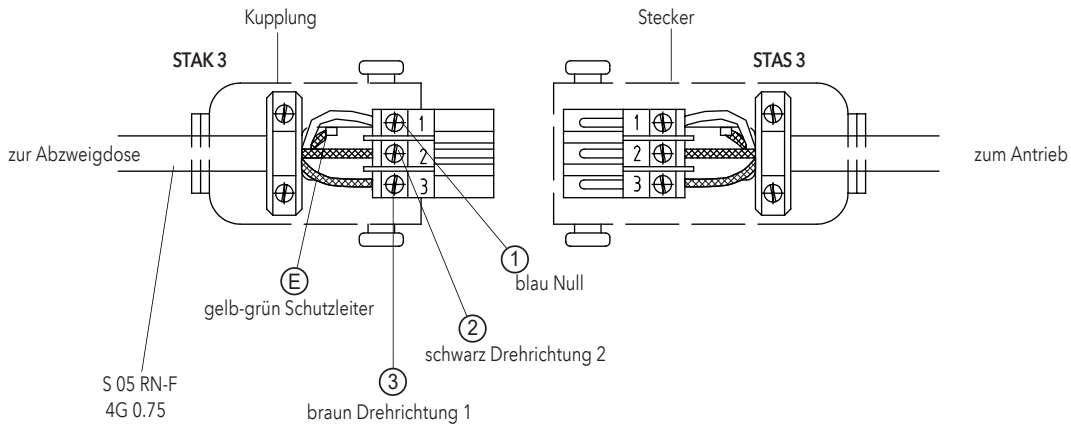 Kupplung
Stecker
STAK 3
STAS 3
1
2
3
1
2
3
zur Abzweigdose
zum Antrieb
1
blau Null
E
gelb-grün Schutzleiter
2
schwarz Drehrichtung 2
3
braun Drehrichtung 1
S 05 RN-F
4G 0.75